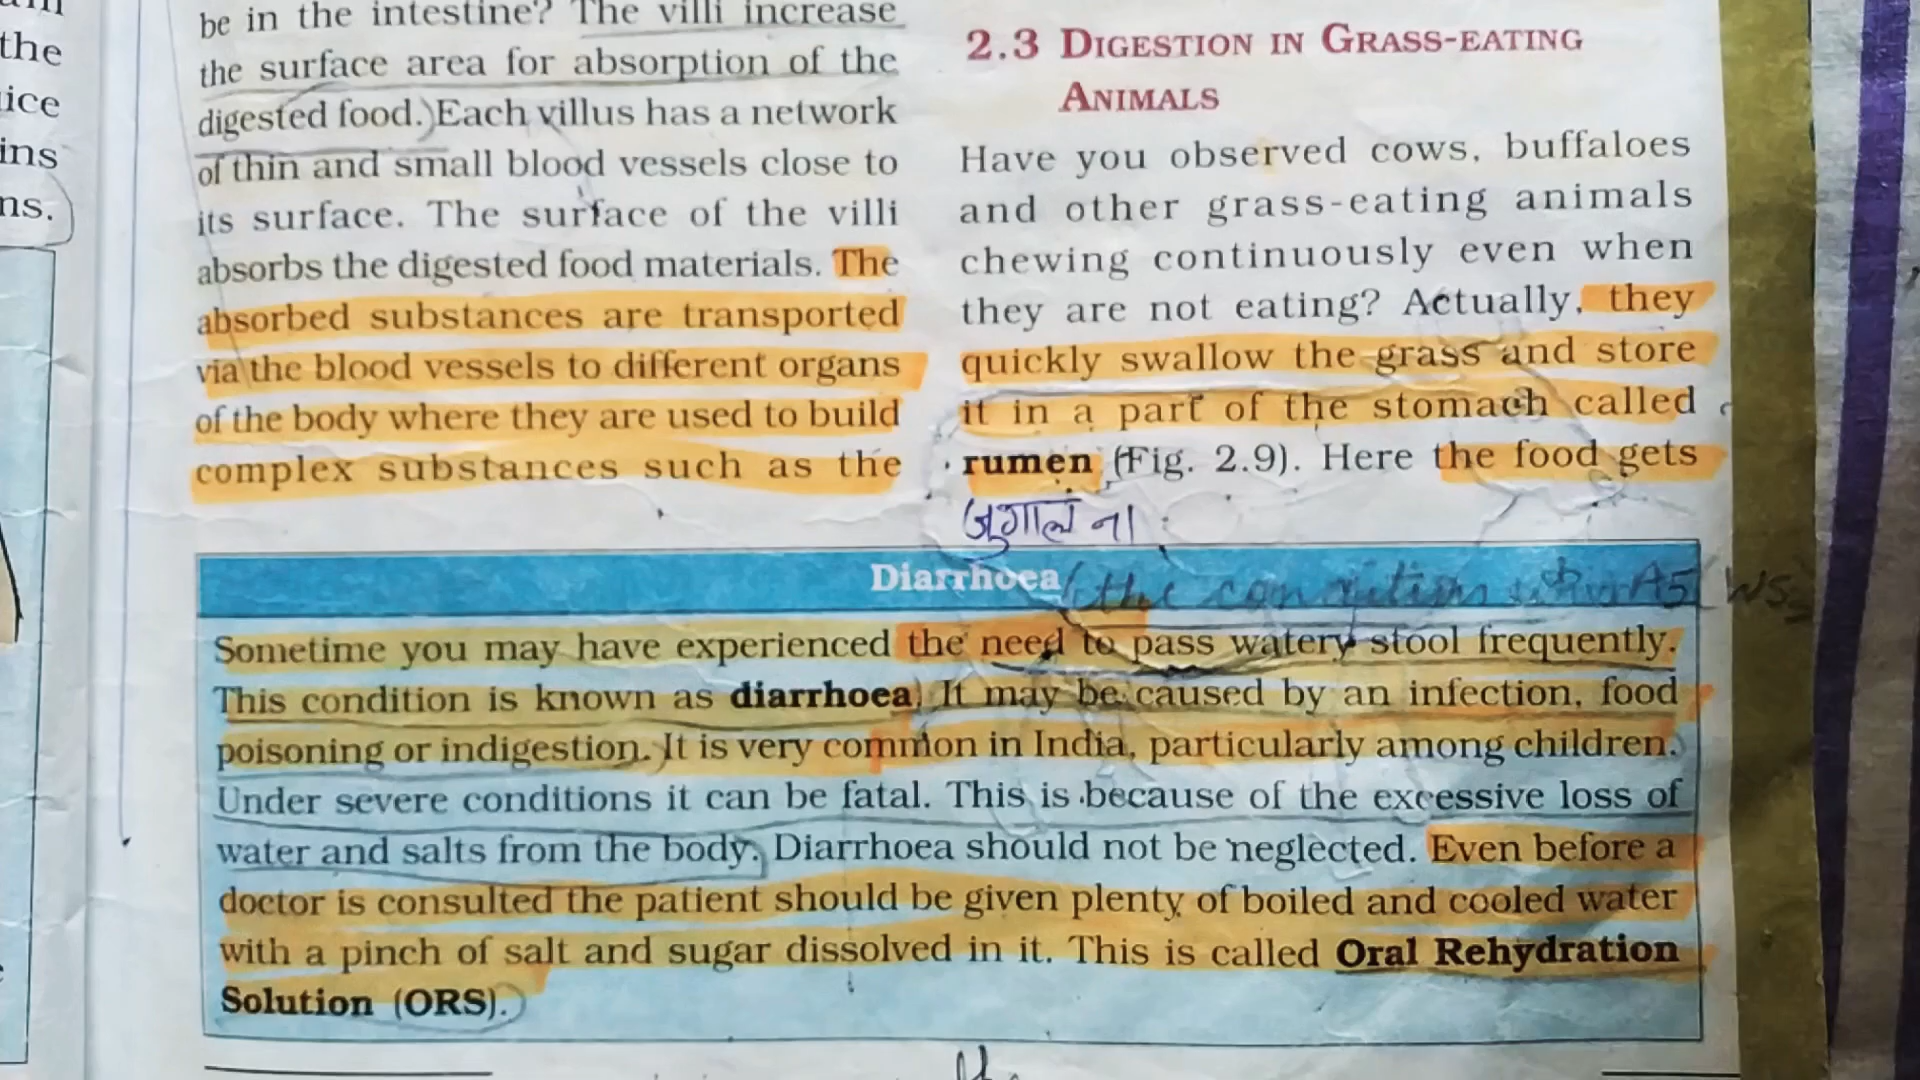 the
ice
ins
ns.
be in the intestine? The villi increase
the surface area for absorption of the
digested food. Each villus has a network
of thin and small blood vessels close to
its surface. The surface of the villi
absorbs the digested food materials. The
absorbed substances are transported
via the blood vessels to different organs
of the body where they are used to build
complex substances such as the
2.3 DIGESTION IN GRASS-EATING
ANIMALS
Have you observed cows, buffaloes
and other grass-eating animals
chewing continuously even when
they are not eating? Actually, they
quickly swallow the grass and store
it in a part of the stomach called
rumen (Fig. 2.9). Here the food gets
जुगालना
Diarrhoea (the
Sometime you may have experienced the need to pass watery stool frequently.
This condition is known as diarrhoea. It may be caused by an infection, food
poisoning or indigestion. It is very common in India, particularly among children.
Under severe conditions it can be fatal. This is because of the excessive loss of
water and salts from the body. Diarrhoea should not be neglected. Even before a
doctor is consulted the patient should be given plenty of boiled and cooled water
with a pinch of salt and sugar dissolved in it. This is called Oral Rehydration
Solution (ORS).